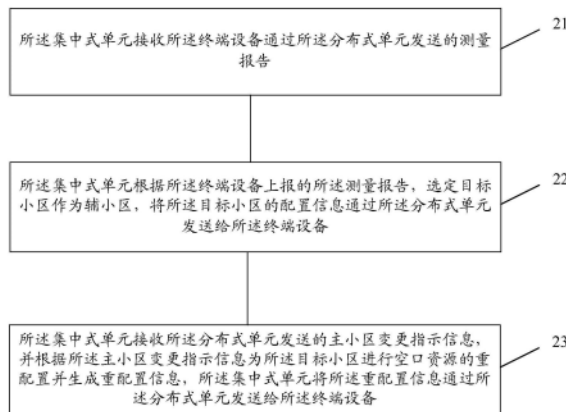 所述集中式单元接收所述终端设备通过所述分布式单元发送的测量
报告
21
所述集中式单元根据所述终端设备上报的所述测量报告，选定目标
小区作为辅小区，将所述目标小区的配置信息通过所述分布式单元
发送给所述终端设备
22
所述集中式单元接收所述分布式单元发送的主小区变更指示信息，
并根据所述主小区变更指示信息为所述目标小区进行空口资源的重
配置并生成重配置信息，所述集中式单元将所述重配置信息通过所
述分布式单元发送给所述终端设备
23